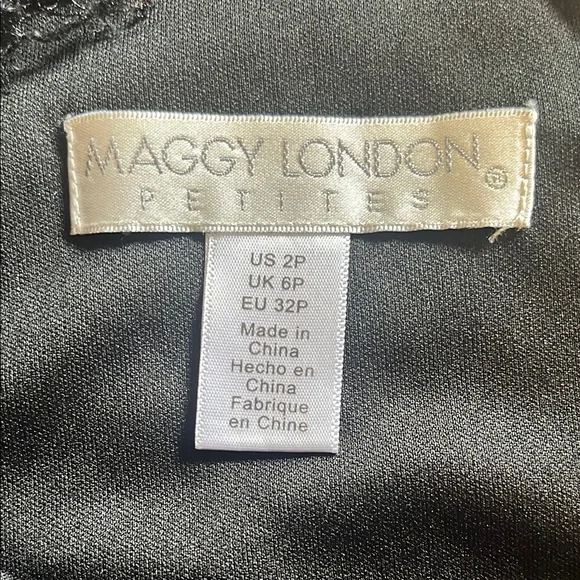 MAGGY LONDON®
PETITES
US 2P
UK 6P
EU 32P
Made in
China
Hecho en
China
Fabrique
en Chine